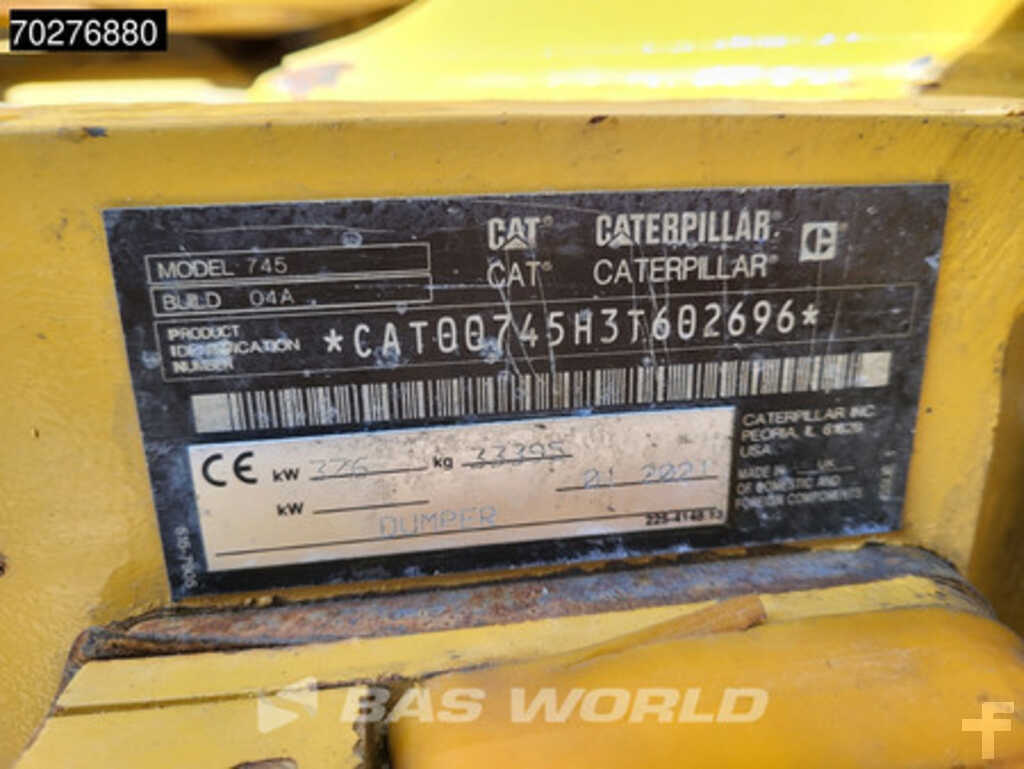 70276880
CAT® CATERPILLAR®
MODEL 745
CAT® CATERPILLAR®
BUILD 04A
PRODUCT
IDENTIFICATION
NUMBER
*CAT00745H3T602696*
CATERPILLAR INC.
PEORIA, IL 61629
USA
CE kW 376 kg 33395
2021
kW
DUMPER
225-4148 13
MADE IN UK
OF DOMESTIC AND
FOREIGN COMPONENTS
BAS WORLD